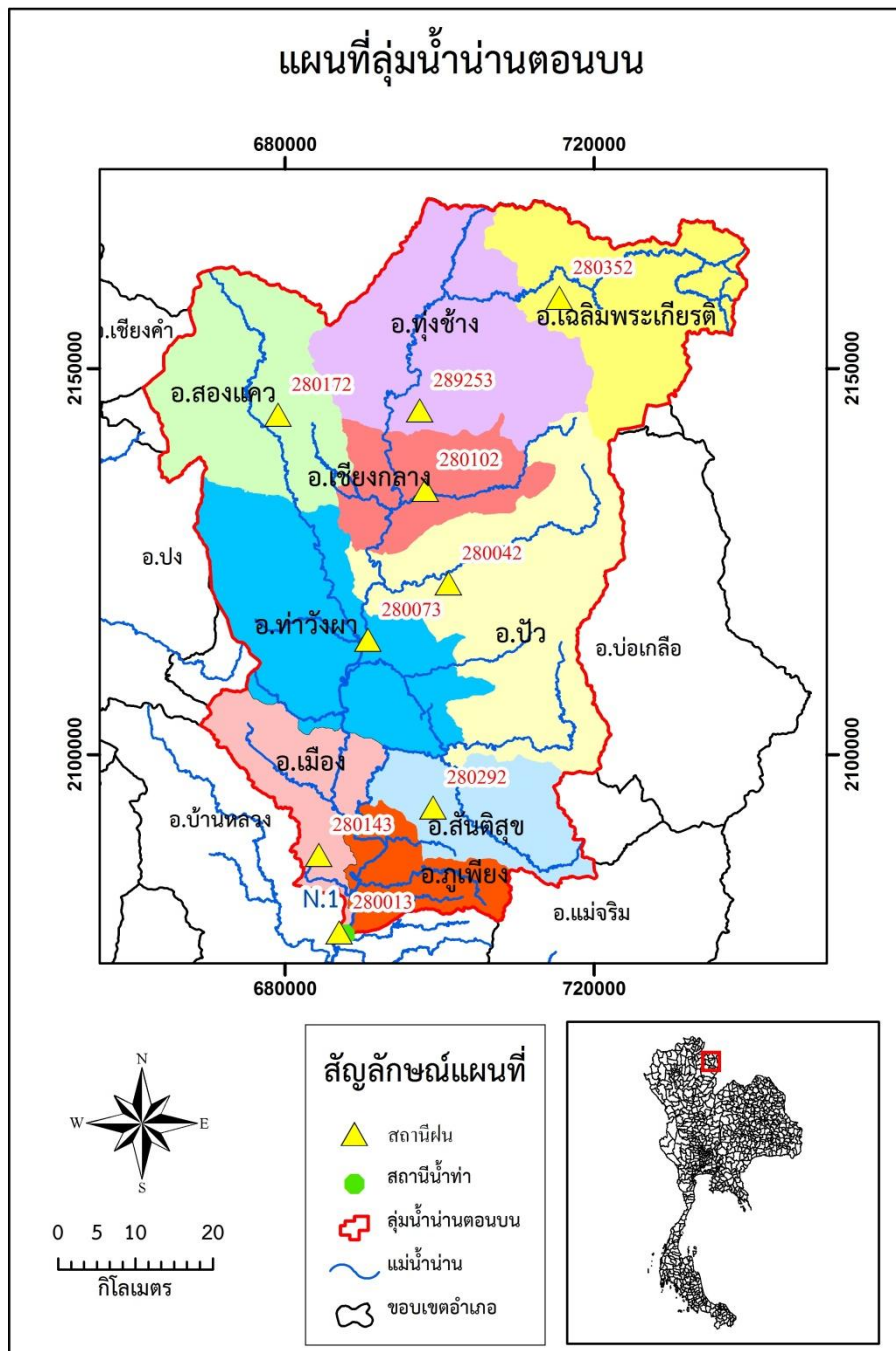 แผนที่ลุ่มน้ำน่านตอนบน
680000 720000
280352
อ.เฉลิมพระเกียรติ
อ.ทุ่งช้าง
อ.เชียงคำ
2150000 2150000
280172 289253
อ.สองแคว
280102
อ.เชียงกลาง
280042
อ.ปง
280073
อ.ท่าวังผา อ.ปัว
อ.บ่อเกลือ
2100000 2100000
อ.เมือง
280292
อ.บ้านหลวง 280143 อ.สันติสุข
อ.ภูเพียง
N.1 280013
อ.แม่จริม
680000 720000
N
W E
S
0 5 10 20
กิโลเมตร
สัญลักษณ์แผนที่
สถานีฝน
สถานีน้ำท่า
ลุ่มน้ำน่านตอนบน
แม่น้ำน่าน
ขอบเขตอำเภอ